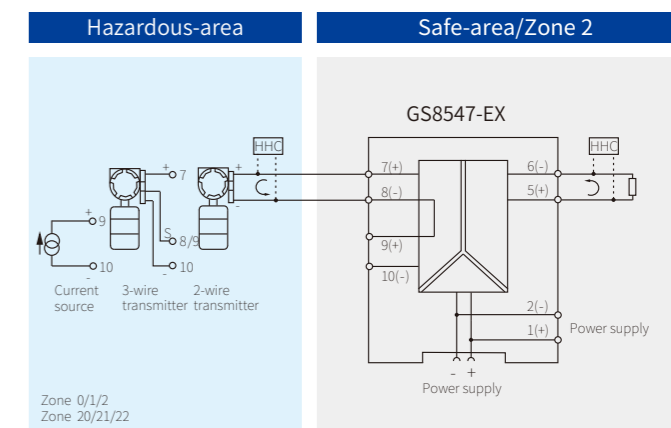 Hazardous-area
Safe-area/Zone 2
GS8547-EX
HHC
HHC
+
7
+
-
7(+)
8(-)
9(+)
10(-)
6(-)
5(+)
+
9
S
8/9
10
-
10
-
Current
source
3-wire
transmitter
2-wire
transmitter
2(-)
1(+)
Power supply
- +
Power supply
Zone 0/1/2
Zone 20/21/22